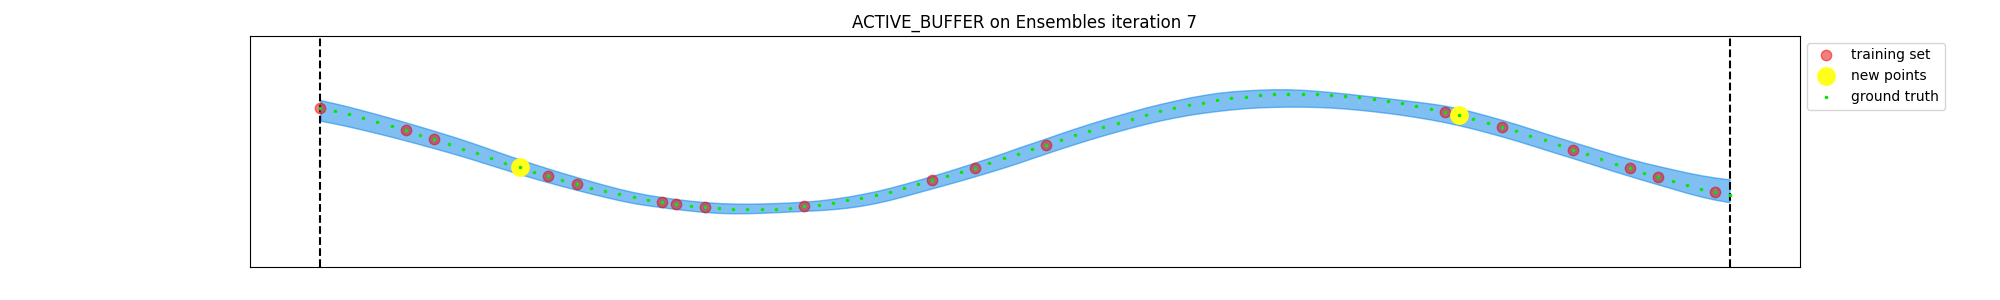 ACTIVE_BUFFER on Ensembles iteration 7
training set
new points
ground truth